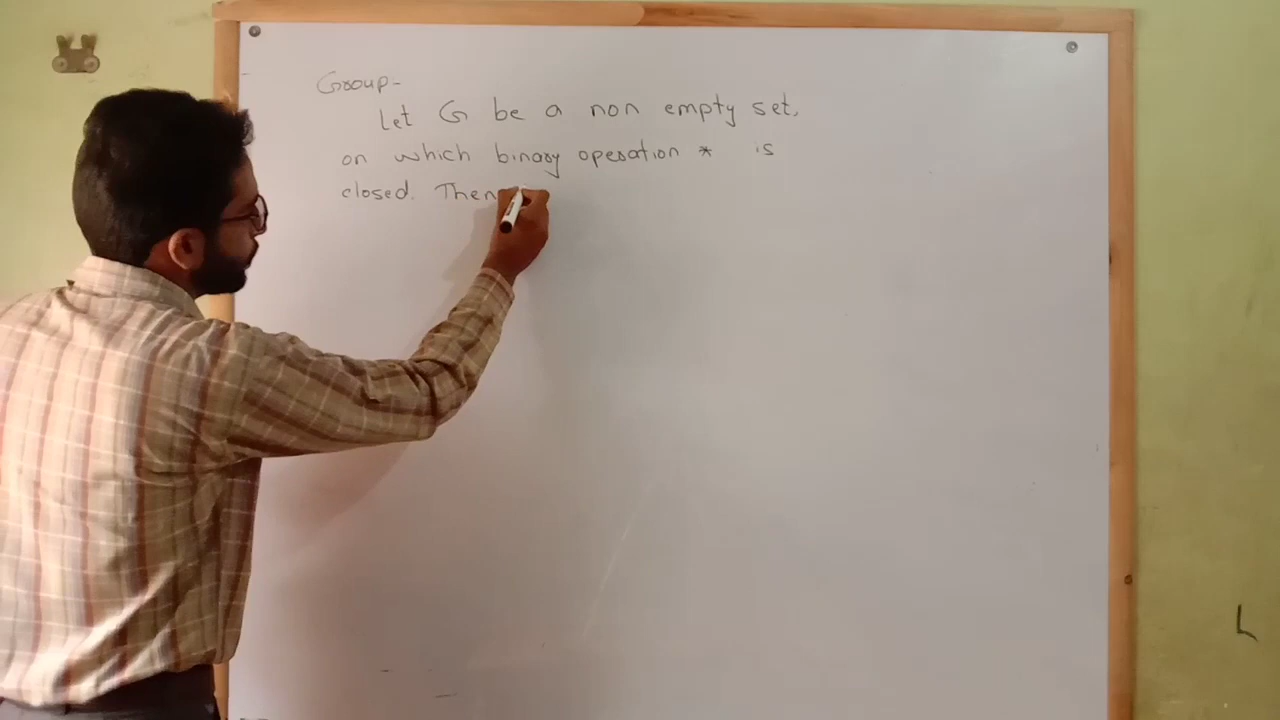 Group:-
Let G be a non empty set,
on which binary operation * is
closed. Then